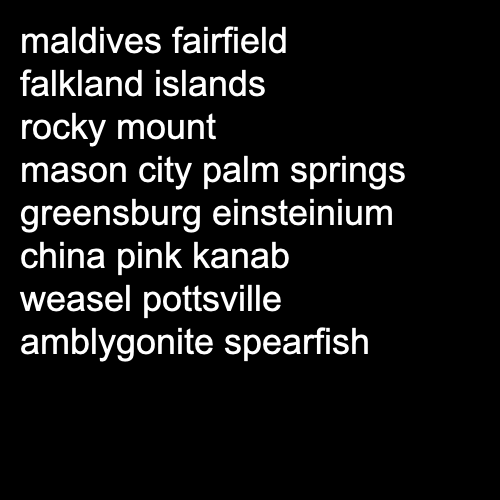 maldives fairfield
falkland islands
rocky mount
mason city palm springs
greensburg einsteinium
china pink kanab
weasel pottsville
amblygonite spearfish